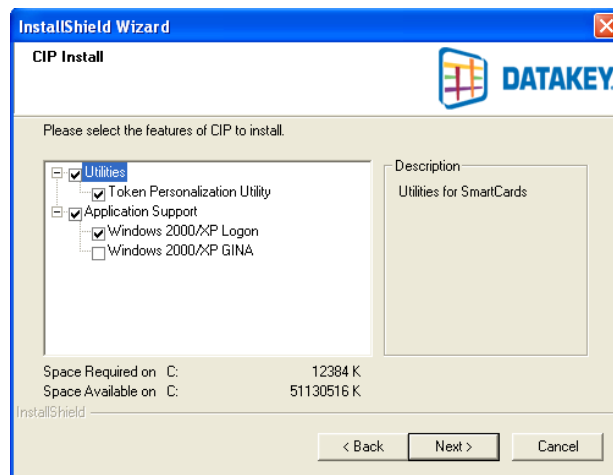 InstallShield Wizard
CIP Install
DATAKEY.
Please select the features of CIP to install.
Utilities
Token Personalization Utility
Application Support
Windows 2000/XP Logon
Windows 2000/XP GINA
Description
Utilities for SmartCards
Space Required on C: 12384 K
Space Available on C: 51130516 K
InstallShield
< Back
Next >
Cancel